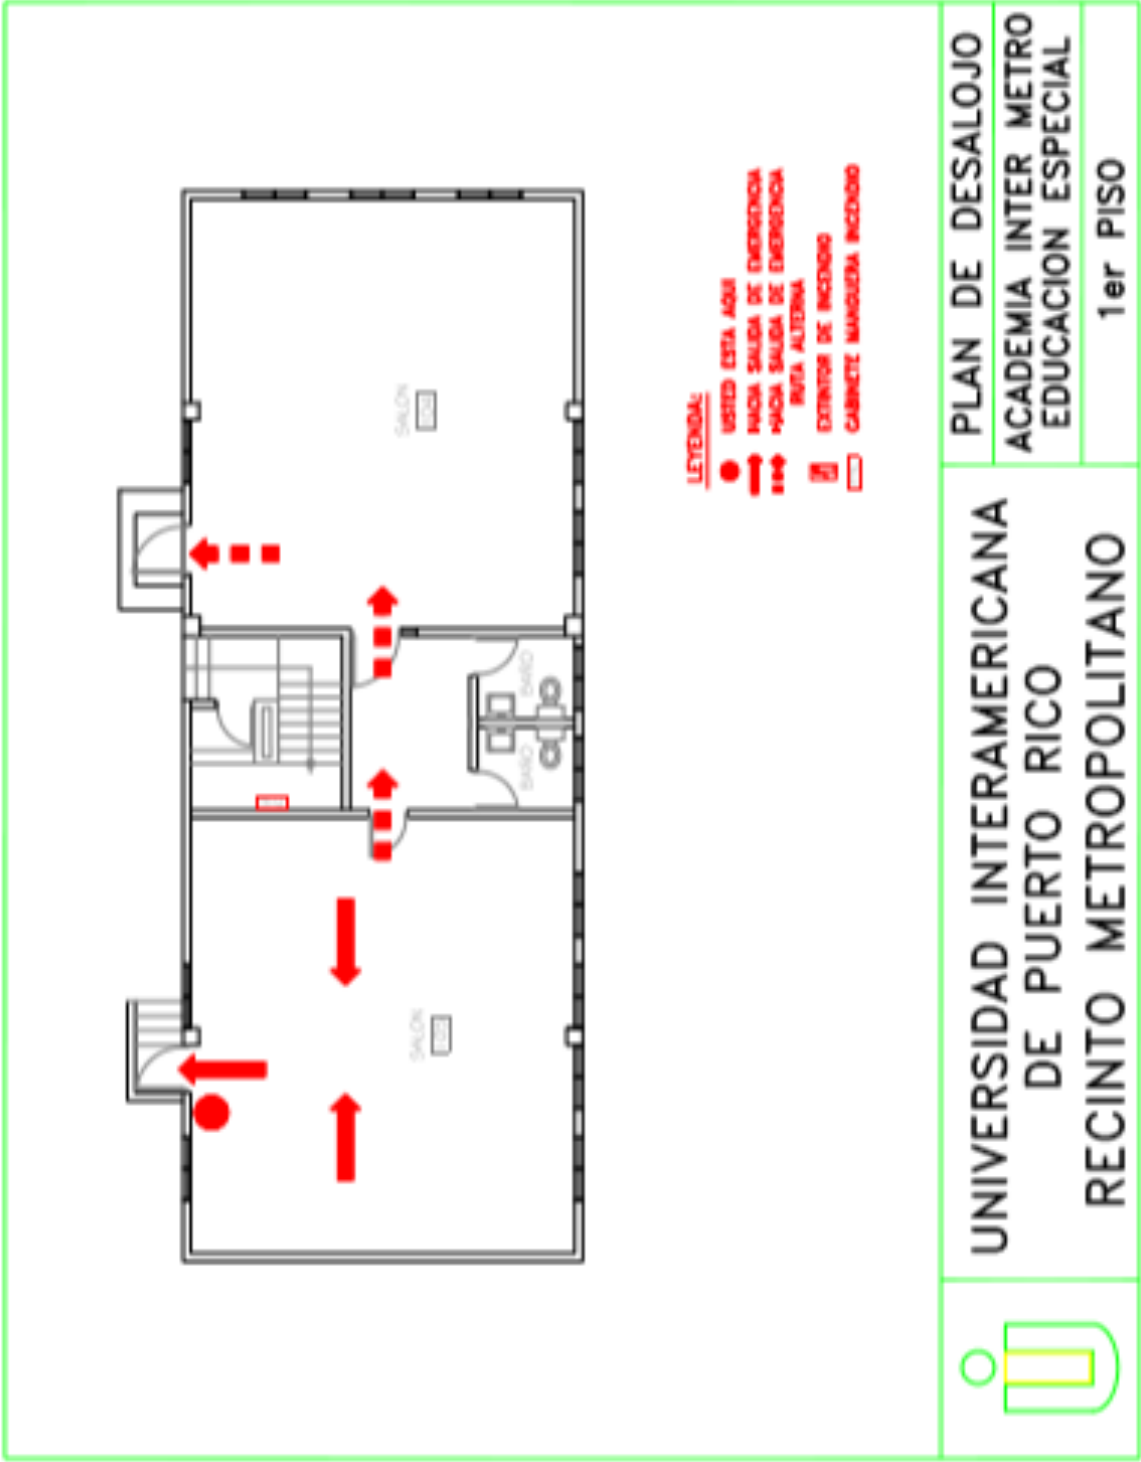 SALON
SALON
BAÑO
BAÑO
LEYENDA:
USTED ESTA AQUI
HACIA SALIDA DE EMERGENCIA
HACIA SALIDA DE EMERGENCIA
RUTA ALTERNA
EXTINTOR DE INCENDIO
GABINETE MANGUERA INCENDIO
UNIVERSIDAD INTERAMERICANA
DE PUERTO RICO
RECINTO METROPOLITANO
PLAN DE DESALOJO
ACADEMIA INTER METRO
EDUCACION ESPECIAL
1er PISO